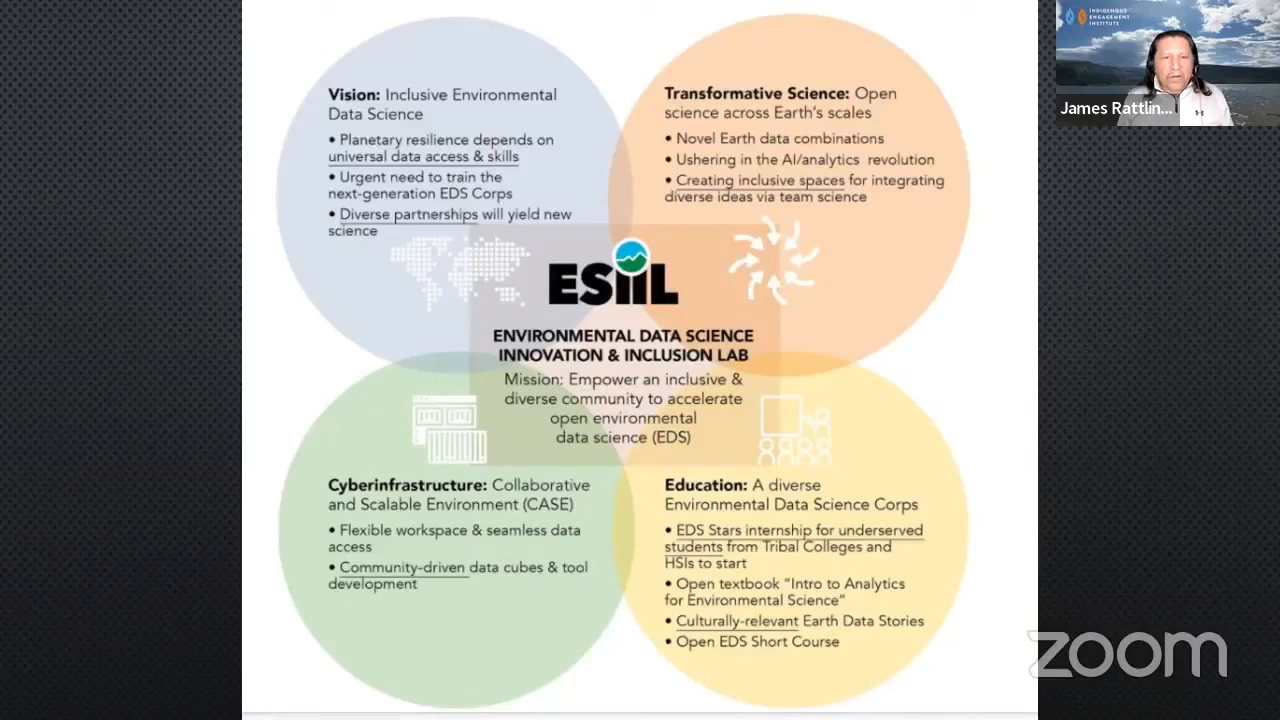 INDIGENOUS
ENGAGEMENT
INSTITUTE
James Rattlin...
Vision: Inclusive Environmental
Data Science
• Planetary resilience depends on
universal data access & skills
• Urgent need to train the
next-generation EDS Corps
• Diverse partnerships will yield new
science
Transformative Science: Open
science across Earth's scales
• Novel Earth data combinations
• Ushering in the AI/analytics revolution
• Creating inclusive spaces for integrating
diverse ideas via team science
ESIIL
ENVIRONMENTAL DATA SCIENCE
INNOVATION & INCLUSION LAB
Mission: Empower an inclusive &
diverse community to accelerate
open environmental
data science (EDS)
Cyberinfrastructure: Collaborative
and Scalable Environment (CASE)
• Flexible workspace & seamless data
access
• Community-driven data cubes & tool
development
Education: A diverse
Environmental Data Science Corps
• EDS Stars internship for underserved
students from Tribal Colleges and
HSIs to start
• Open textbook "Intro to Analytics
for Environmental Science"
• Culturally-relevant Earth Data Stories
• Open EDS Short Course
zoom